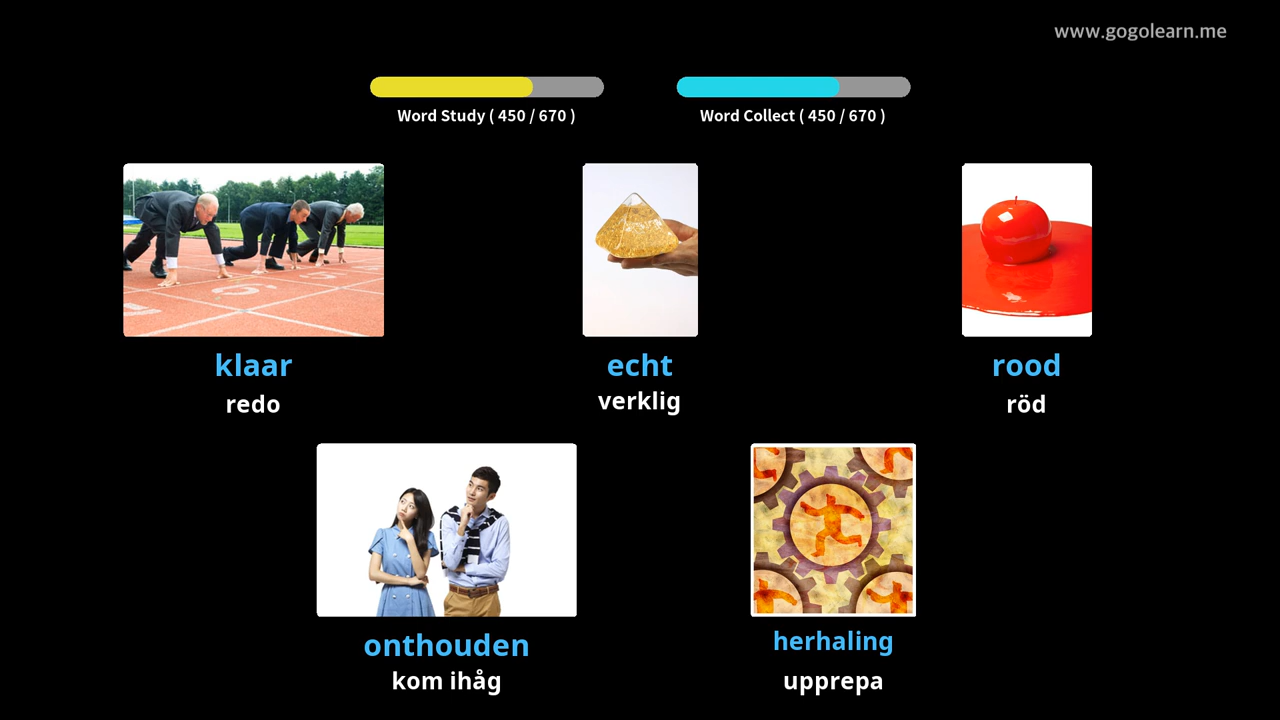 www.gogolearn.me
Word Study ( 450 / 670 )
Word Collect ( 450 / 670 )
klaar
redo
echt
verklig
rood
röd
onthouden
kom ihåg
herhaling
upprepa